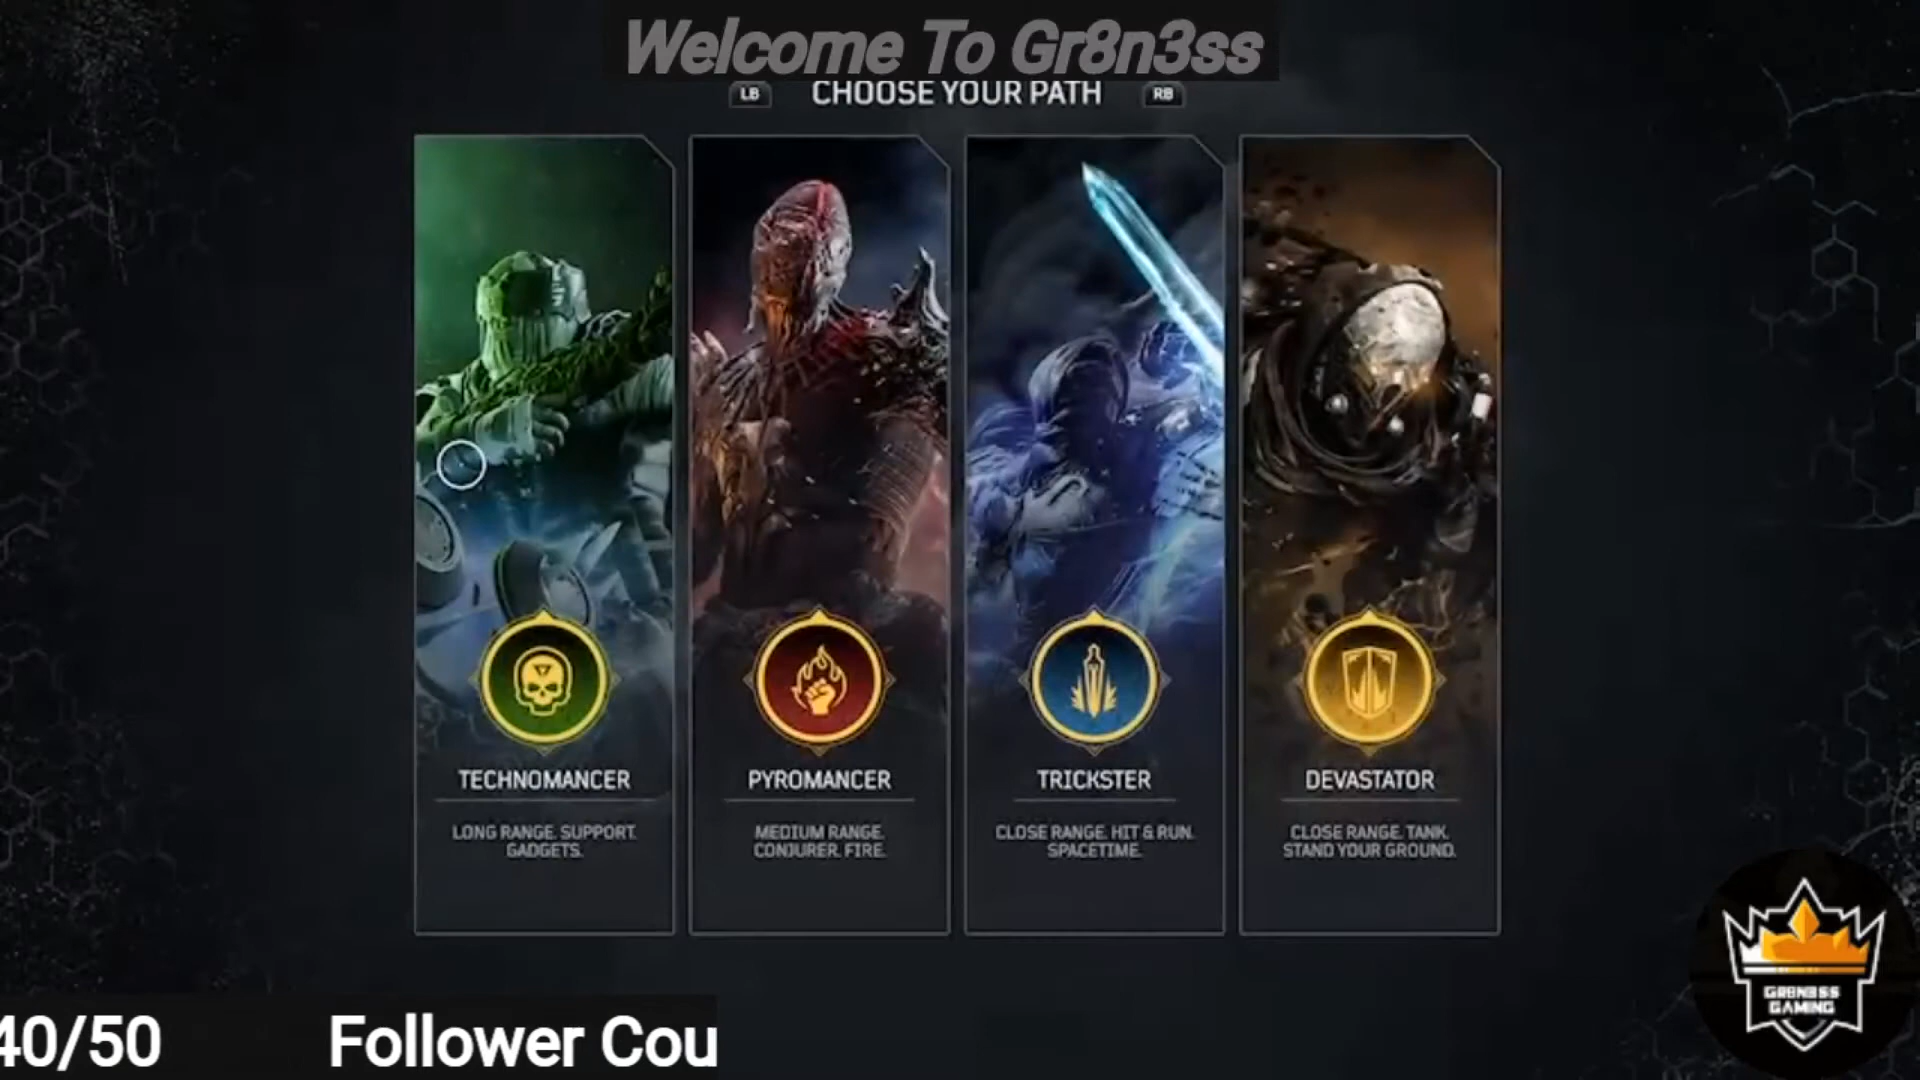 Welcome To Gr8n3ss
LB CHOOSE YOUR PATH RB
TECHNOMANCER
LONG RANGE. SUPPORT.
GADGETS.
PYROMANCER
MEDIUM RANGE.
CONJURER. FIRE.
TRICKSTER
CLOSE RANGE. HIT & RUN.
SPACETIME.
DEVASTATOR
CLOSE RANGE. TANK.
STAND YOUR GROUND.
GR8N3SS
GAMING
40/50 Follower Cou